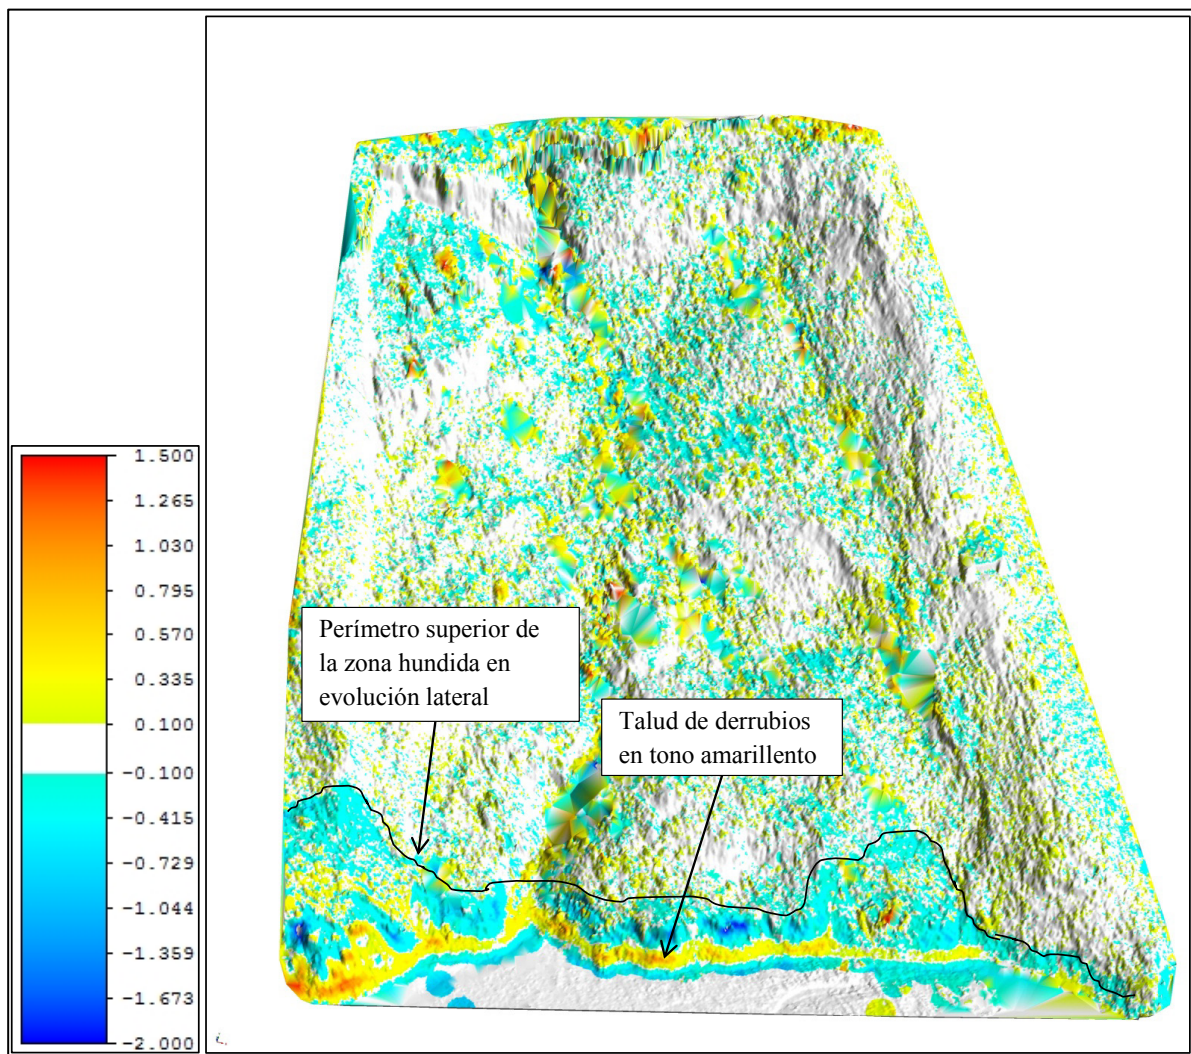 1.500
1.265
1.030
0.795
0.570
0.335
0.100
-0.100
-0.415
-0.729
-1.044
-1.359
-1.673
-2.000
Perímetro superior de
la zona hundida en
evolución lateral
Talud de derrubios
en tono amarillento